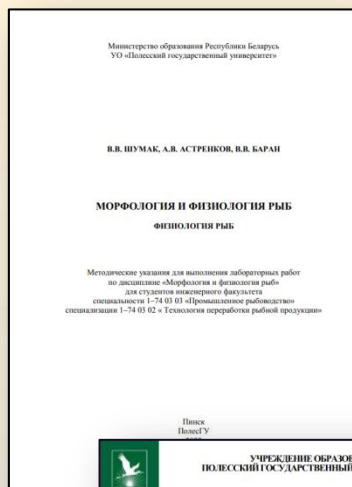 Министерство образования Республики Беларусь
УО «Полесский государственный университет»
В.В. ШУМАК, А.В. АСТРЕНКОВ, В.В. БАРАН
МОРФОЛОГИЯ И ФИЗИОЛОГИЯ РЫБ
ФИЗИОЛОГИЯ РЫБ
Методические указания для выполнения лабораторных работ
по дисциплине «Морфология и физиология рыб»
для студентов инженерного факультета
специальности 1–74 03 03 «Промышленное рыбоводство»
специализации 1–74 03 02 « Технология переработки рыбной продукции»
Пинск
ПолесГУ
УЧРЕЖДЕНИЕ ОБРАЗОВ
ПОЛЕССКИЙ ГОСУДАРСТВЕННЫЙ